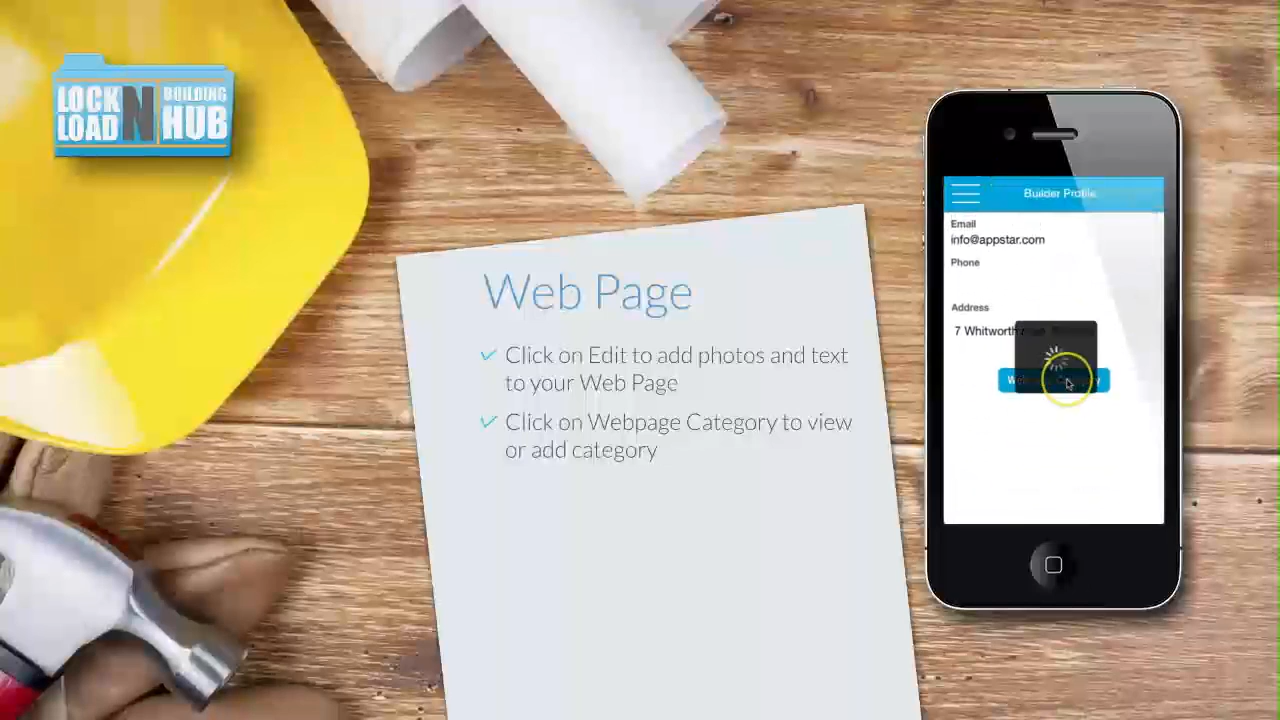 LOCK N BUILDING
LOAD HUB
Web Page
Click on Edit to add photos and text
to your Web Page
Click on Webpage Category to view
or add category
Builder Profile
Email
info@appstar.com
Phone
Address
7